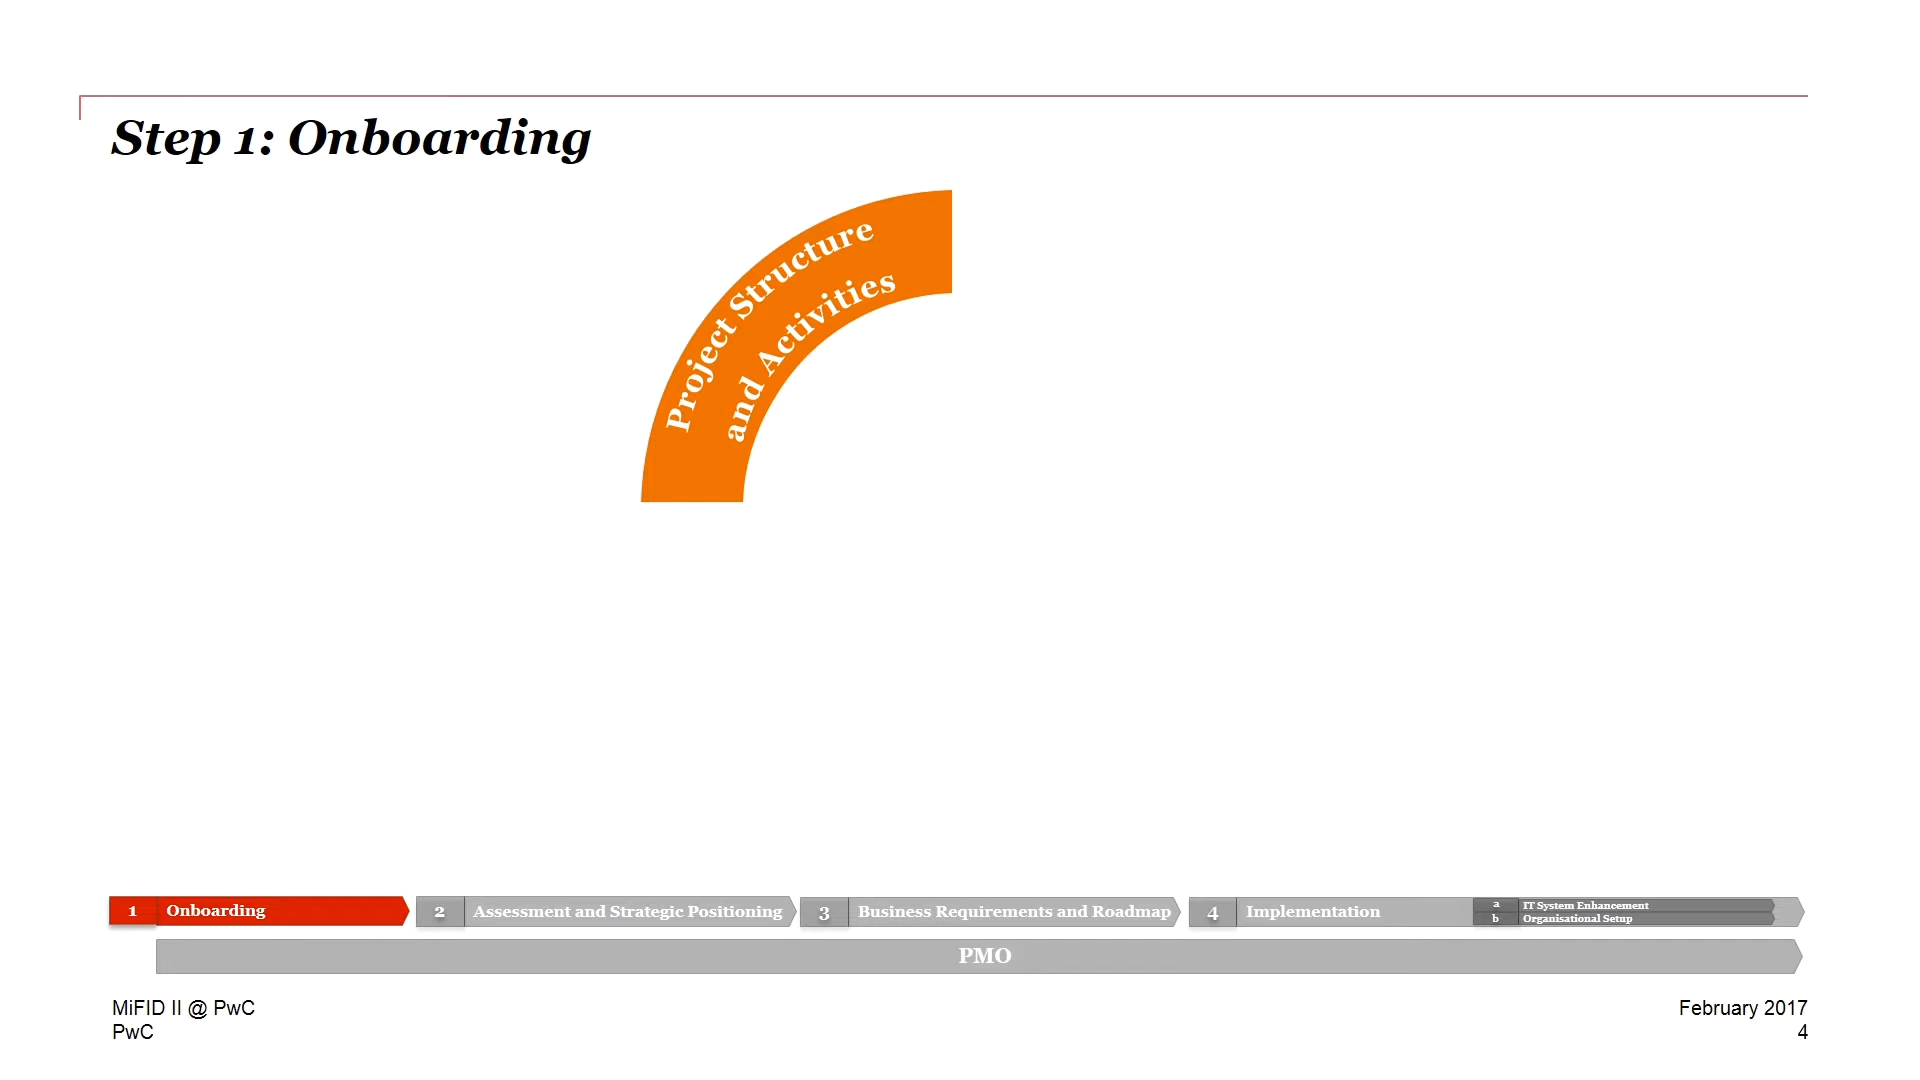 Step 1: Onboarding
Project Structure
and Activities
1 Onboarding
2 Assessment and Strategic Positioning
3 Business Requirements and Roadmap
4 Implementation
a IT System Enhancement
b Organisational Setup
PMO
MiFID II @ PwC
PwC
February 2017
4